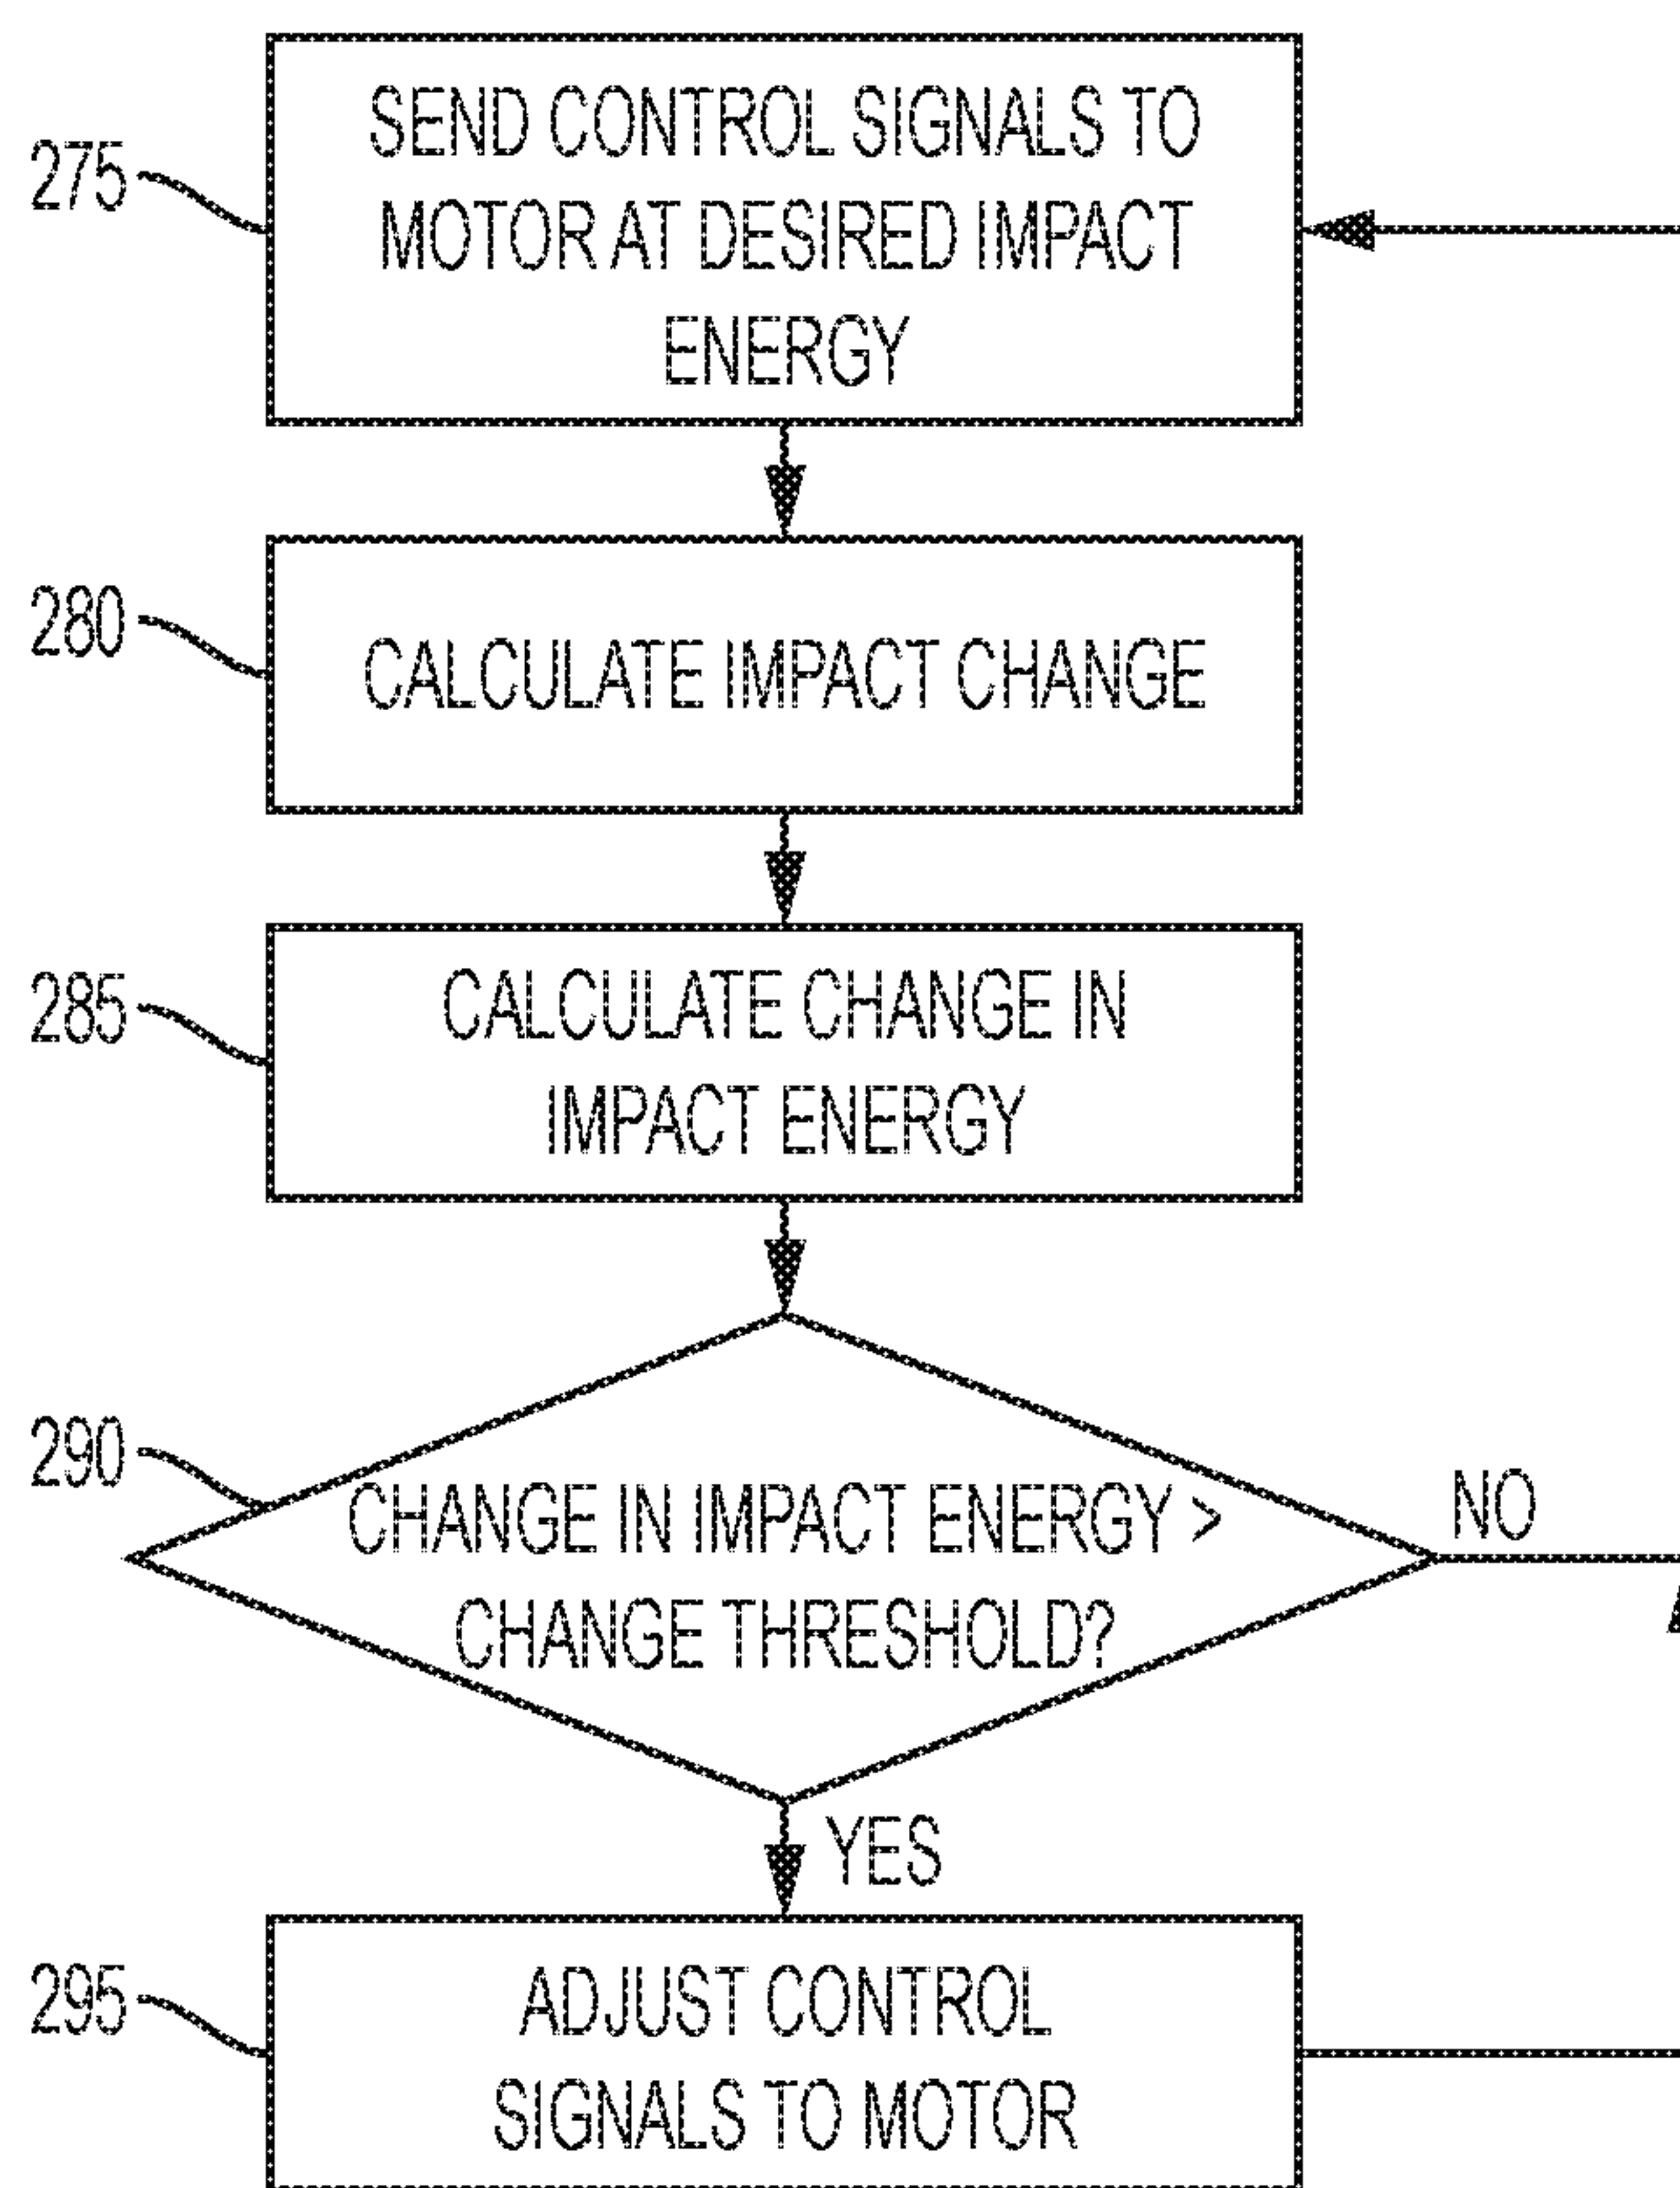 275
SEND CONTROL SIGNALS TO
MOTOR AT DESIRED IMPACT
ENERGY
280
CALCULATE IMPACT CHANGE
285
CALCULATE CHANGE IN
IMPACT ENERGY
290
CHANGE IN IMPACT ENERGY >
CHANGE THRESHOLD?
NO
YES
295
ADJUST CONTROL
SIGNALS TO MOTOR